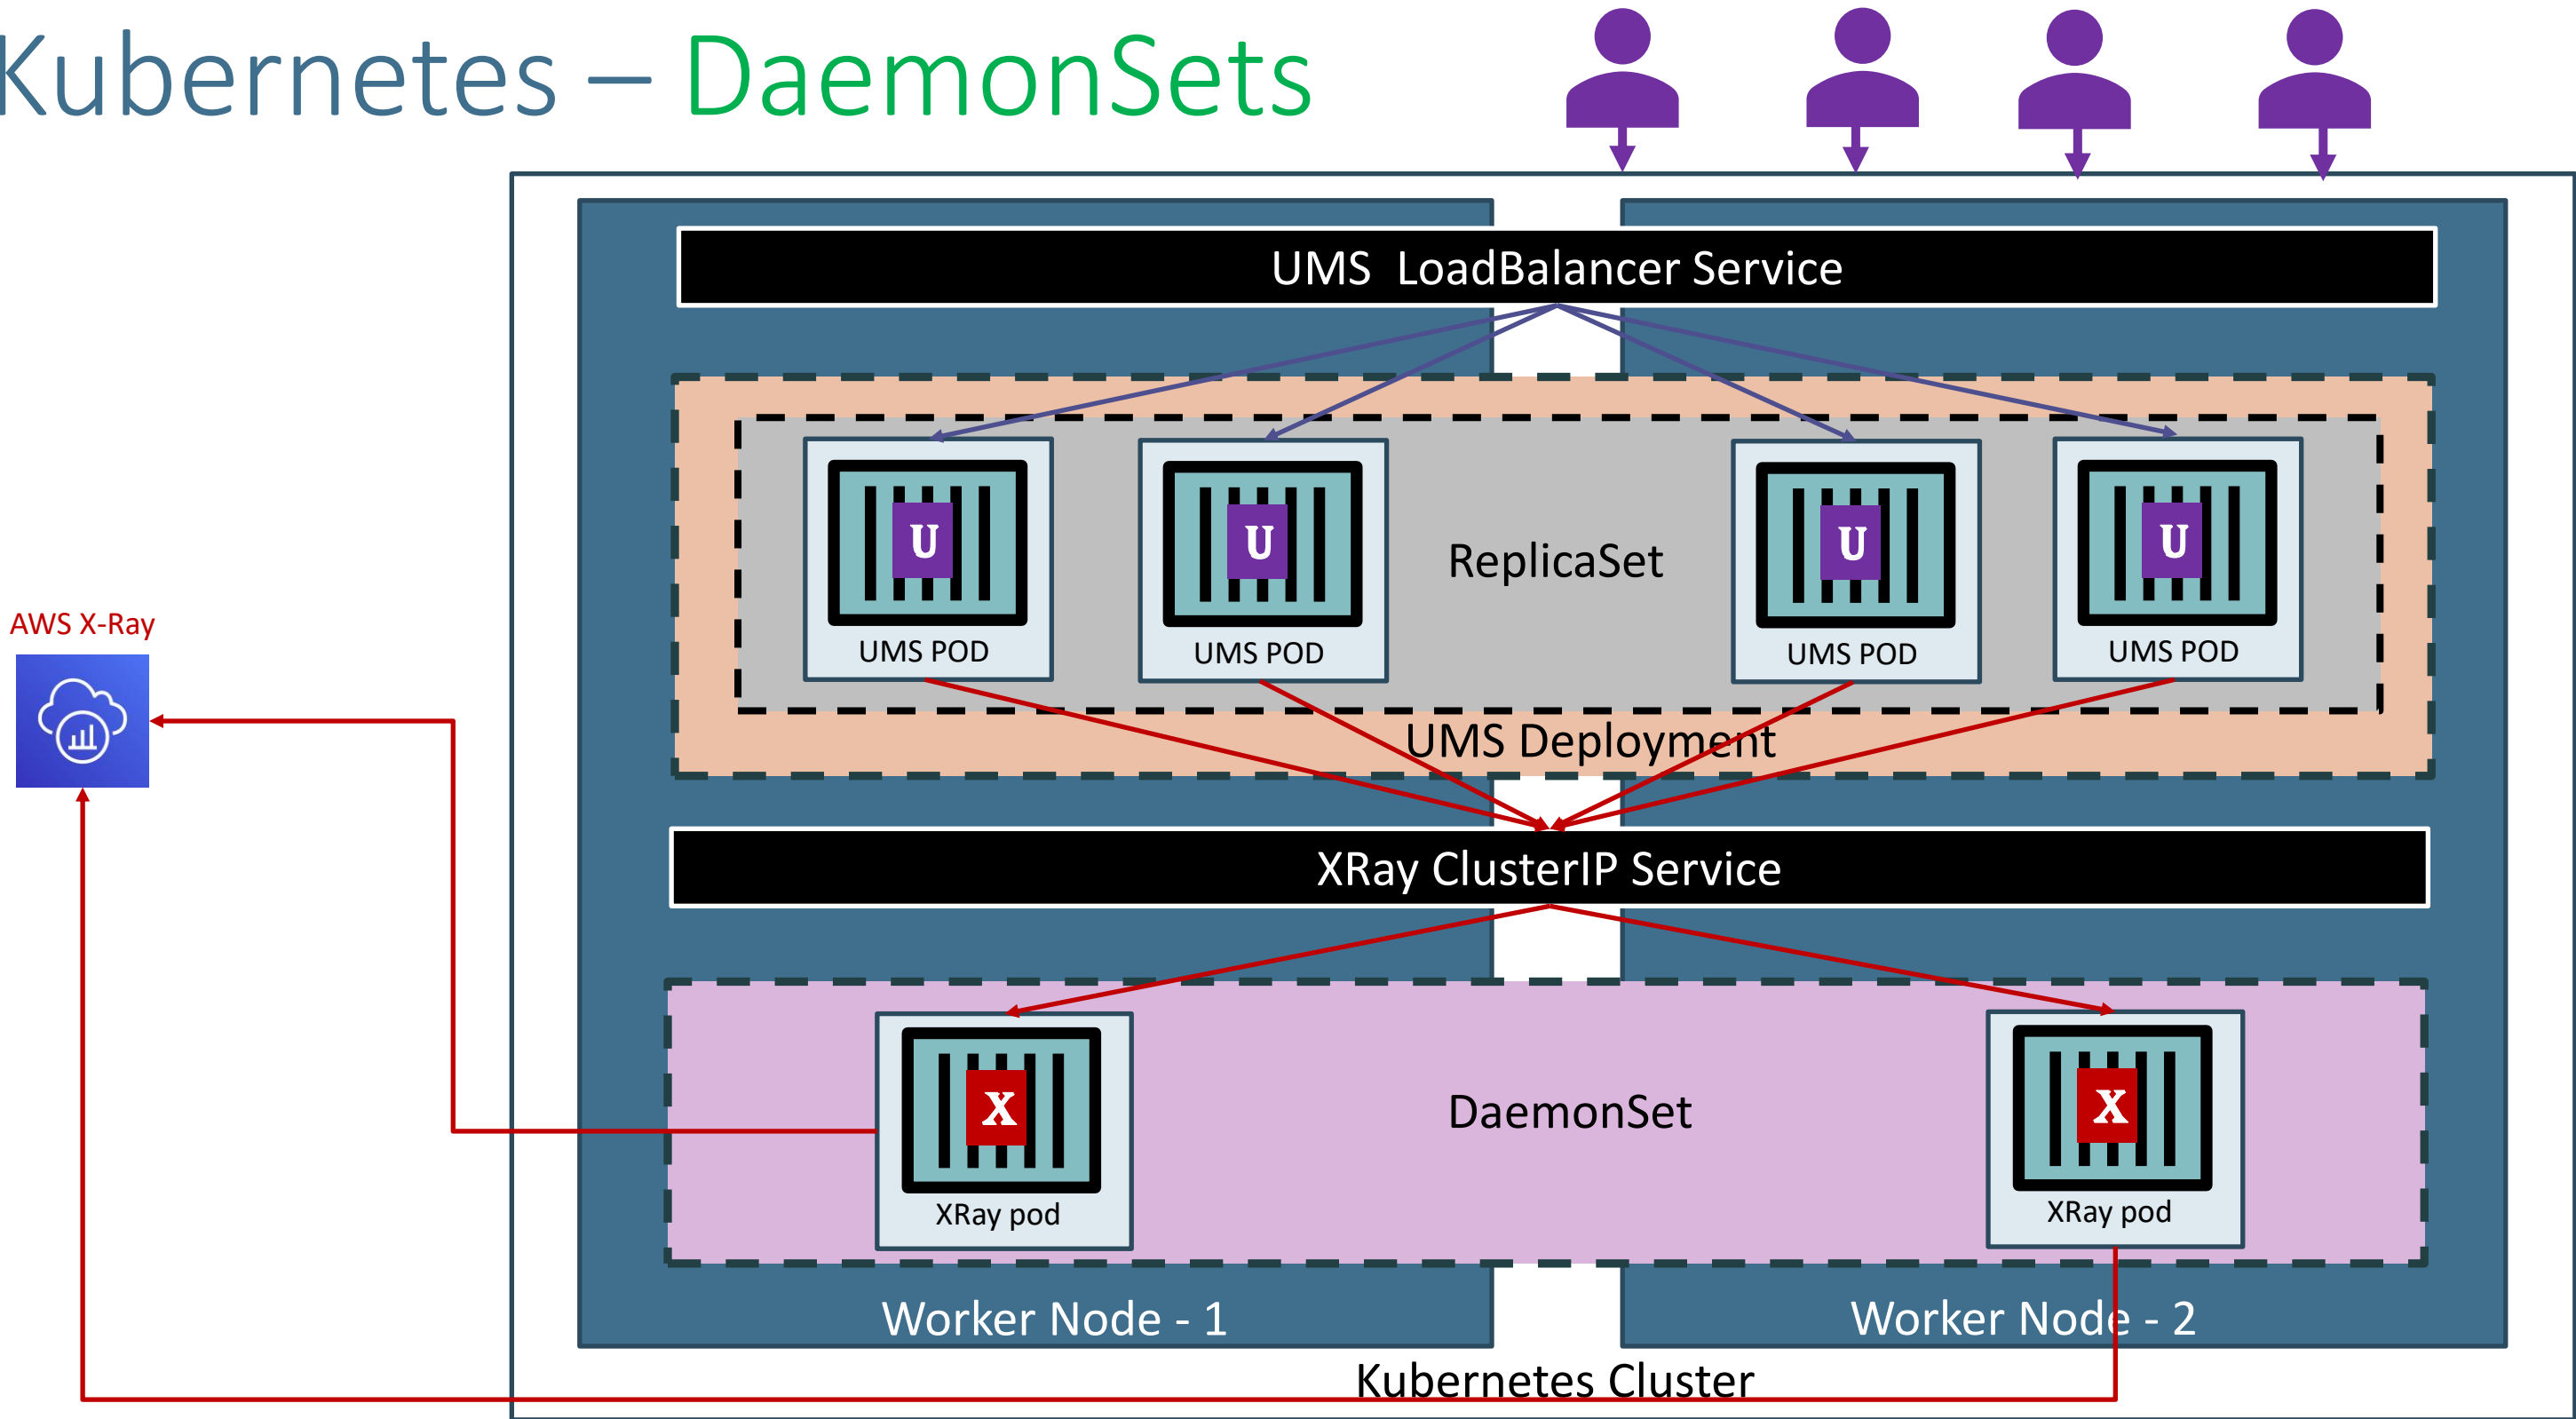 Kubernetes – DaemonSets
UMS LoadBalancer Service
U
U
U
U
ReplicaSet
UMS POD
UMS POD
UMS POD
UMS POD
AWS X-Ray
UMS Deployment
XRay ClusterIP Service
X
X
DaemonSet
XRay pod
XRay pod
Worker Node - 1
Worker Node - 2
Kubernetes Cluster